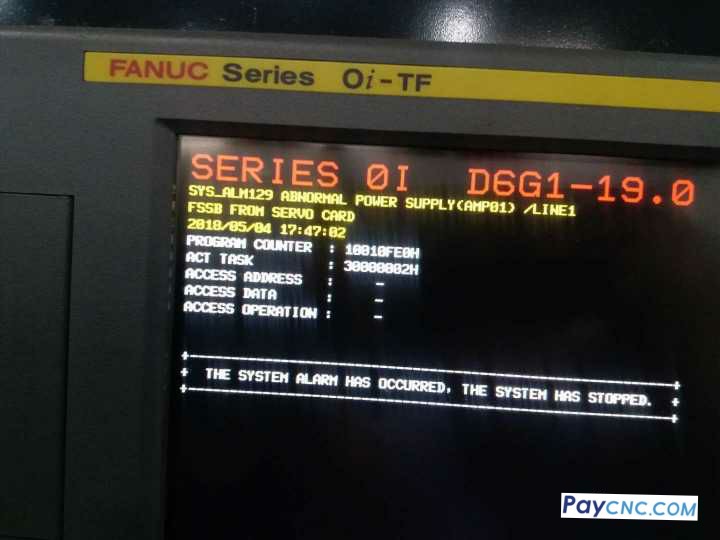 FANUC Series 0i-TF
SERIES 0I D6G1-19.0
SYS_ALM129 ABNORMAL POWER SUPPLY(AMP01) /LINE1
FSSB FROM SERVO CARD
2018/05/04 17:47:02
PROGRAM COUNTER : 10010FE0H
ACT TASK : 30000802H
ACCESS ADDRESS : -
ACCESS DATA : -
ACCESS OPERATION : -
THE SYSTEM ALARM HAS OCCURRED, THE SYSTEM HAS STOPPED.
PayCNC.COM